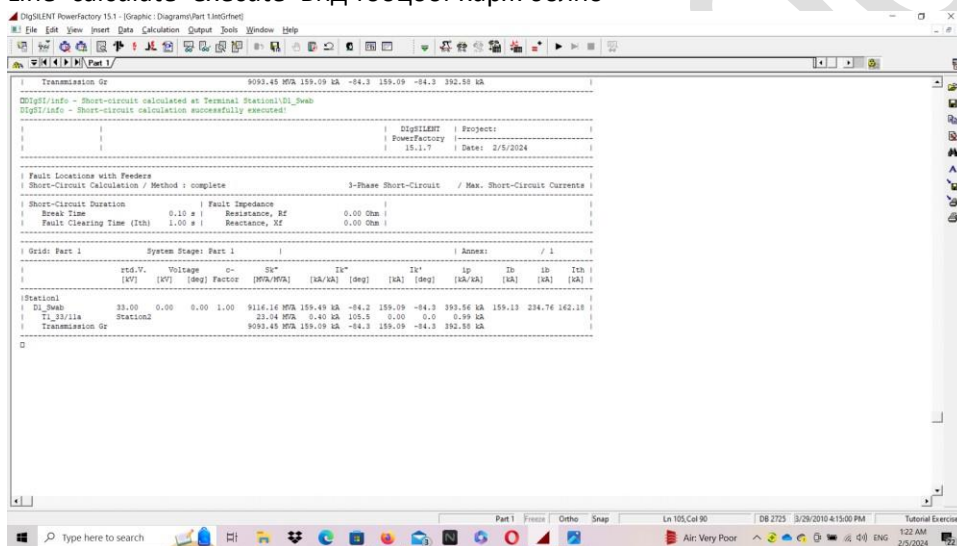 DIgSILENT PowerFactory 15.1 - [Graphic : Diagrams\Part 1.IntGrfnet]
File Edit View Insert Data Calculation Output Tools Window Help
Part 1
| Transmission Gr 9093.45 MVA 159.09 kA -84.3 159.09 -84.3 392.58 kA |
DIgSI/info - Short-circuit calculated at Terminal Station1\D1_Swab
DIgSI/info - Short-circuit calculation successfully executed!
| | | DIgSILENT | Project: |
| | | PowerFactory |
| | | 15.1.7 | Date: 2/5/2024 |
| Fault Locations with Feeders
| Short-Circuit Calculation / Method : complete 3-Phase Short-Circuit / Max. Short-Circuit Currents |
| Short-Circuit Duration | Fault Impedance |
| Break Time 0.10 s | Resistance, Rf 0.00 Ohm |
| Fault Clearing Time (Ith) 1.00 s | Reactance, Xf 0.00 Ohm |
| Grid: Part 1 System Stage: Part 1 | | Annex: / 1 |
| rtd.V. Voltage c- Sk" Ik" Ik' ip Ib ib Ith |
| [kV] [kV] [deg] Factor [MVA/MVA] [kA/kA] [deg] [kA] [deg] [kA/kA] [kA] [kA] [kA] |
|Station1
| D1_Swab 33.00 0.00 0.00 1.00 9116.16 MVA 159.49 kA -84.2 159.09 -84.3 393.56 kA 159.13 234.76 162.18 |
| T1_33/11a Station2 23.04 MVA 0.40 kA 105.5 0.00 0.0 0.99 kA |
| Transmission Gr 9093.45 MVA 159.09 kA -84.3 159.09 -84.3 392.58 kA |
Part 1 Freeze Ortho Snap Ln 105,Col 90 DB 2725 3/29/2010 4:15:00 PM Tutorial Exercise
Type here to search
Air: Very Poor
ENG
1:22 AM
2/5/2024
22